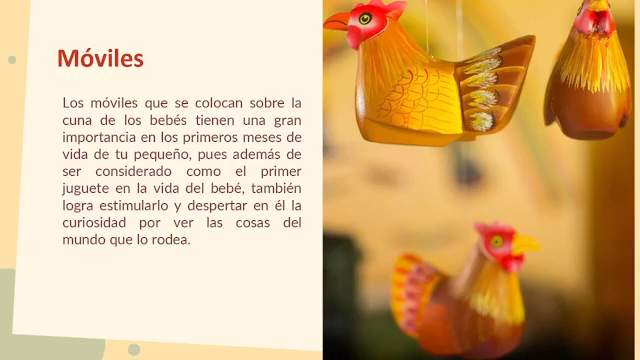 Móviles
Los móviles que se colocan sobre la
cuna de los bebés tienen una gran
importancia en los primeros meses de
vida de tu pequeño, pues además de
ser considerado como el primer
juguete en la vida del bebé, también
logra estimularlo y despertar en él la
curiosidad por ver las cosas del
mundo que lo rodea.